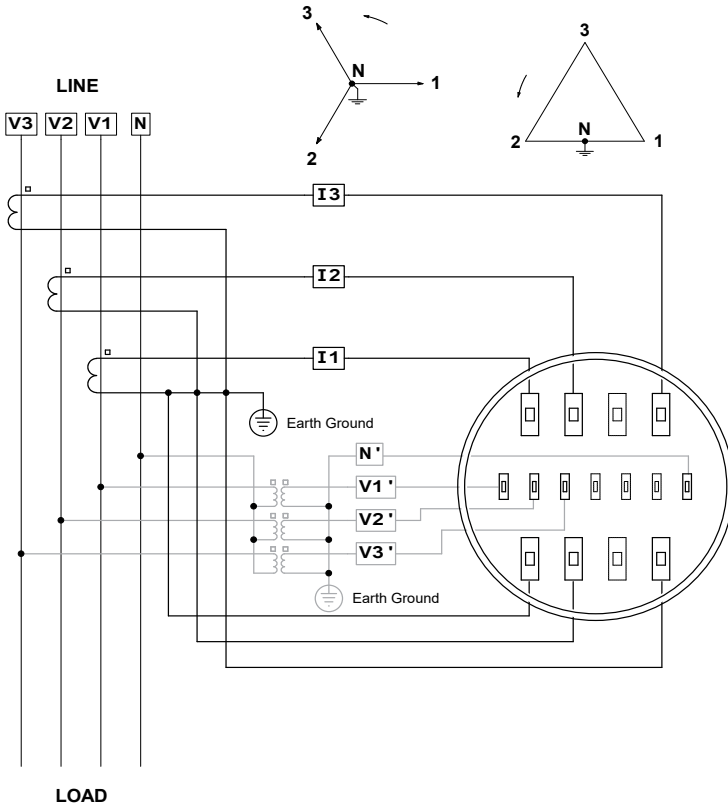 3
N
1
2
3
N
2
1
LINE
V3 V2 V1 N
I3
I2
I1
Earth Ground
N'
V1'
V2'
V3'
Earth Ground
LOAD